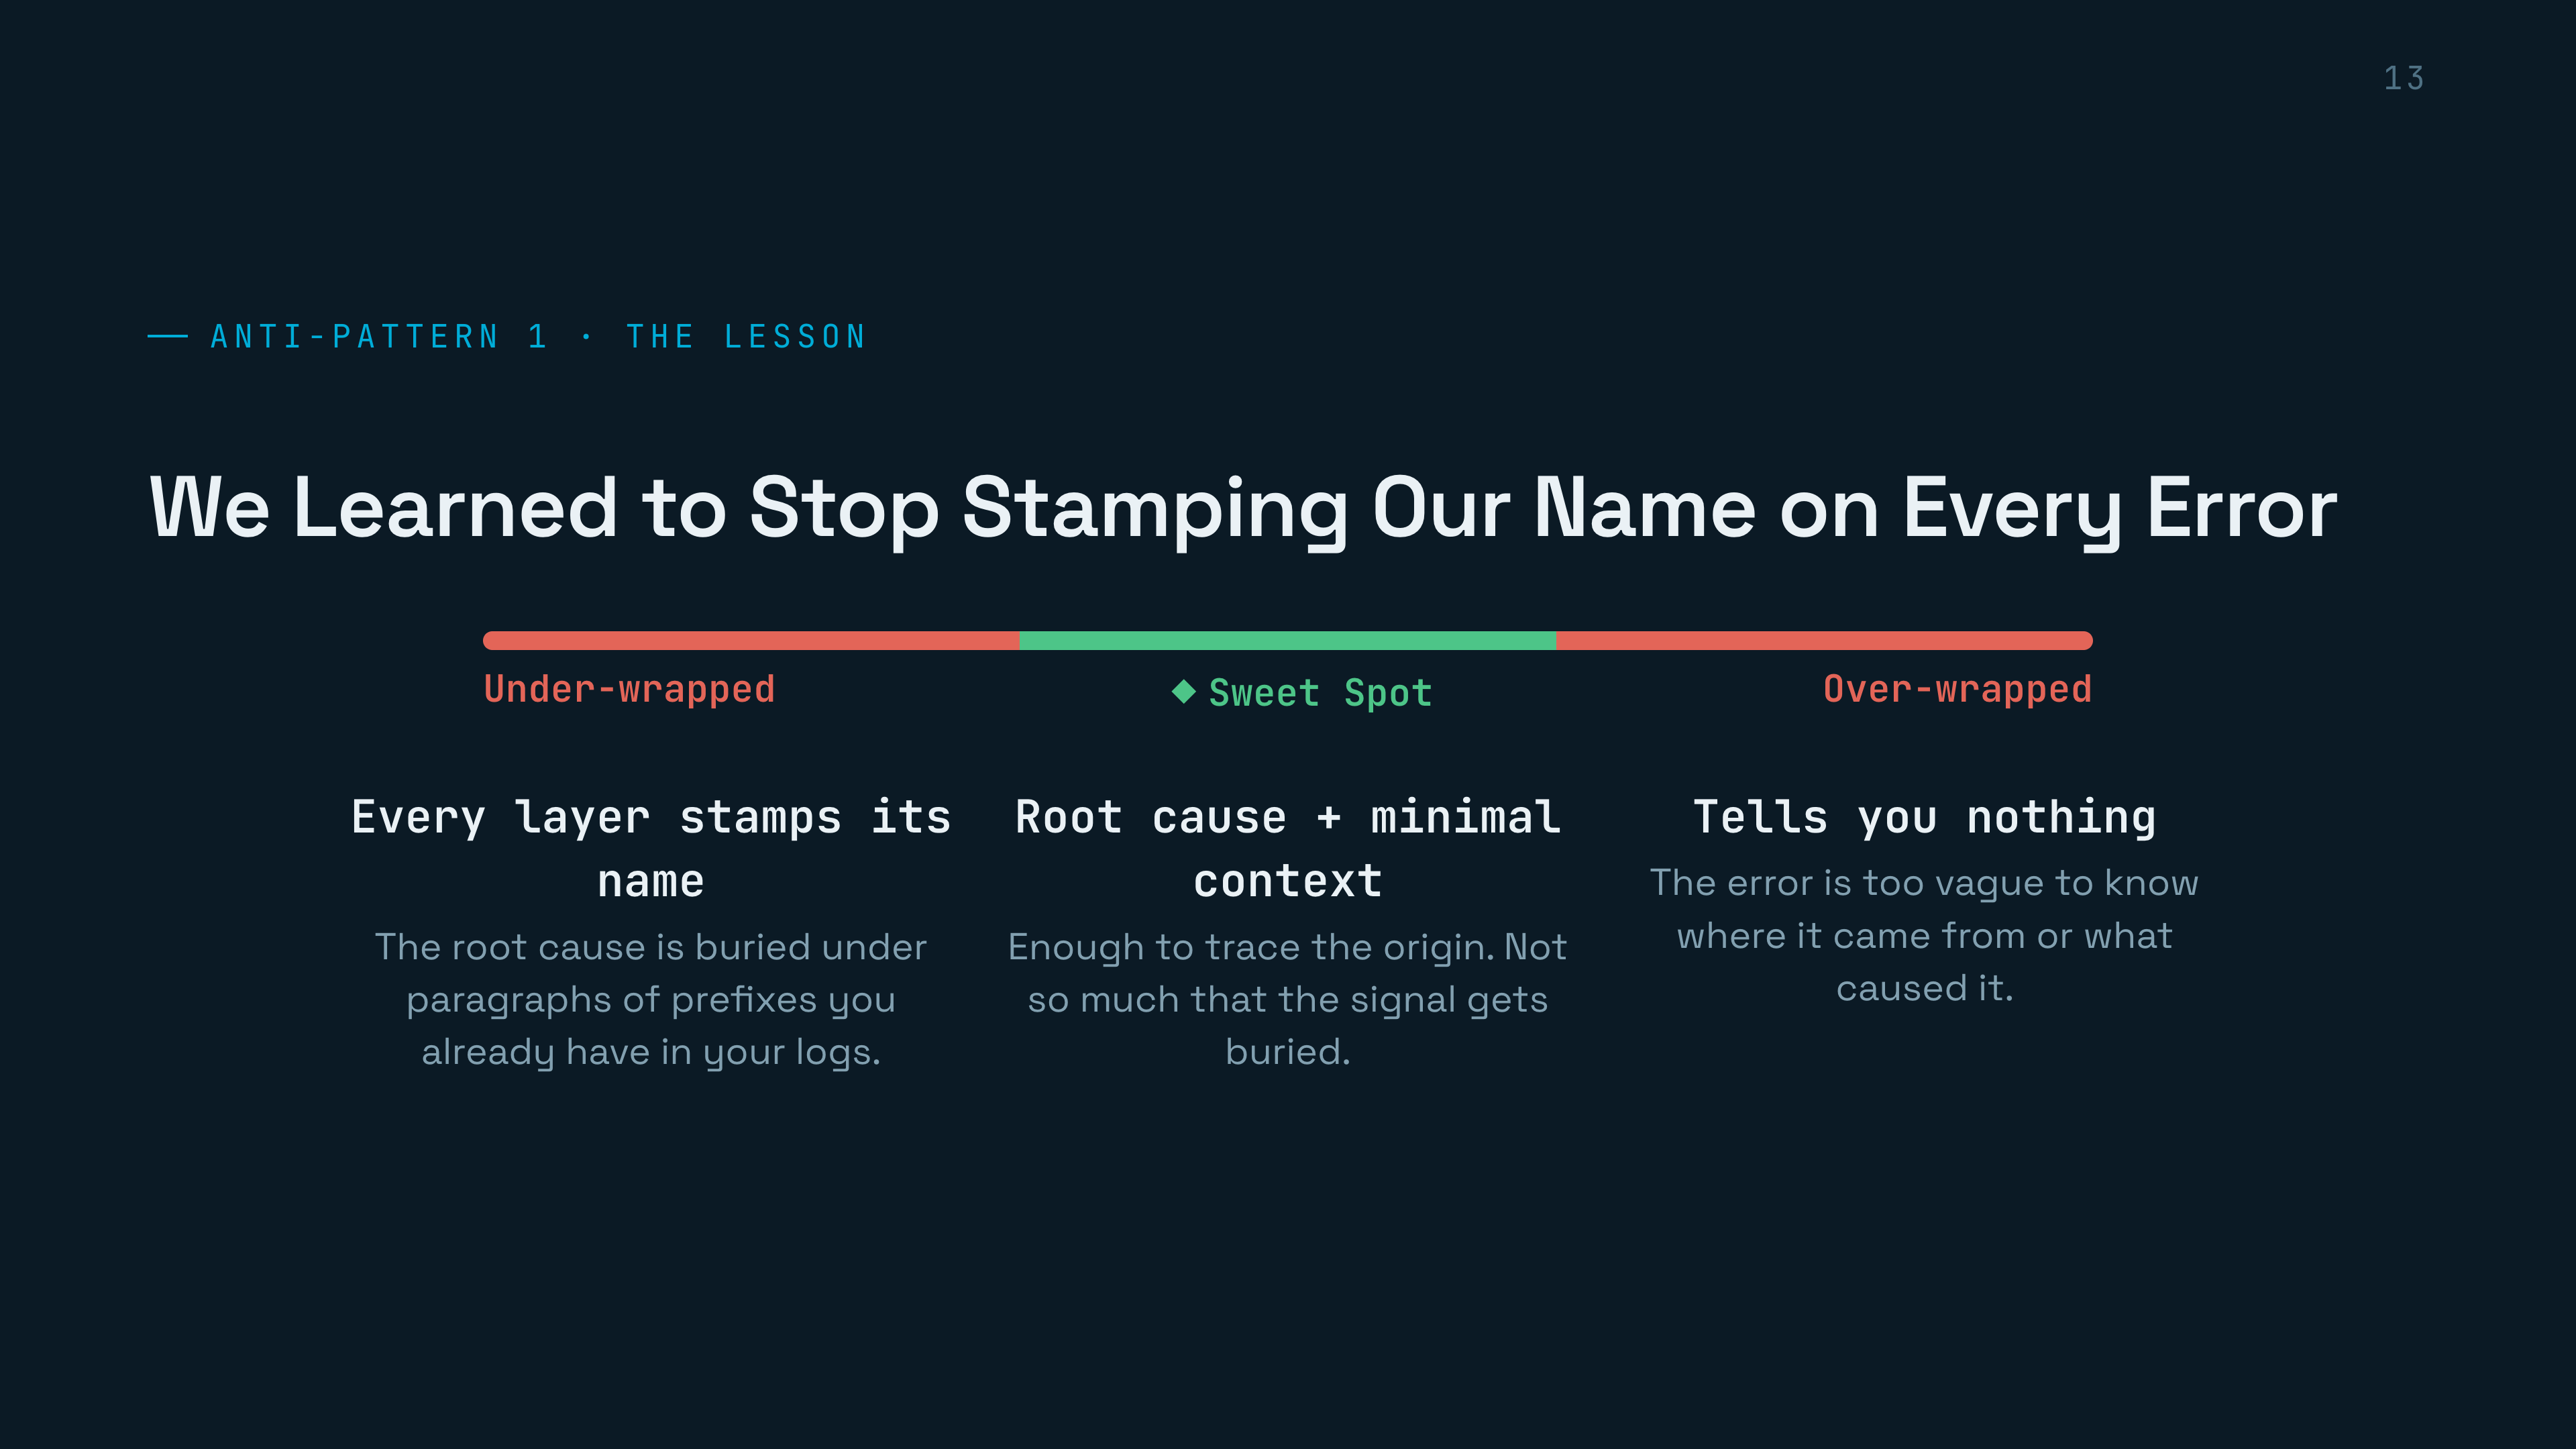 13
— ANTI-PATTERN 1 · THE LESSON
We Learned to Stop Stamping Our Name on Every Error
Under-wrapped
◆ Sweet Spot
Over-wrapped
Every layer stamps its
name
The root cause is buried under
paragraphs of prefixes you
already have in your logs.
Root cause + minimal
context
Enough to trace the origin. Not
so much that the signal gets
buried.
Tells you nothing
The error is too vague to know
where it came from or what
caused it.